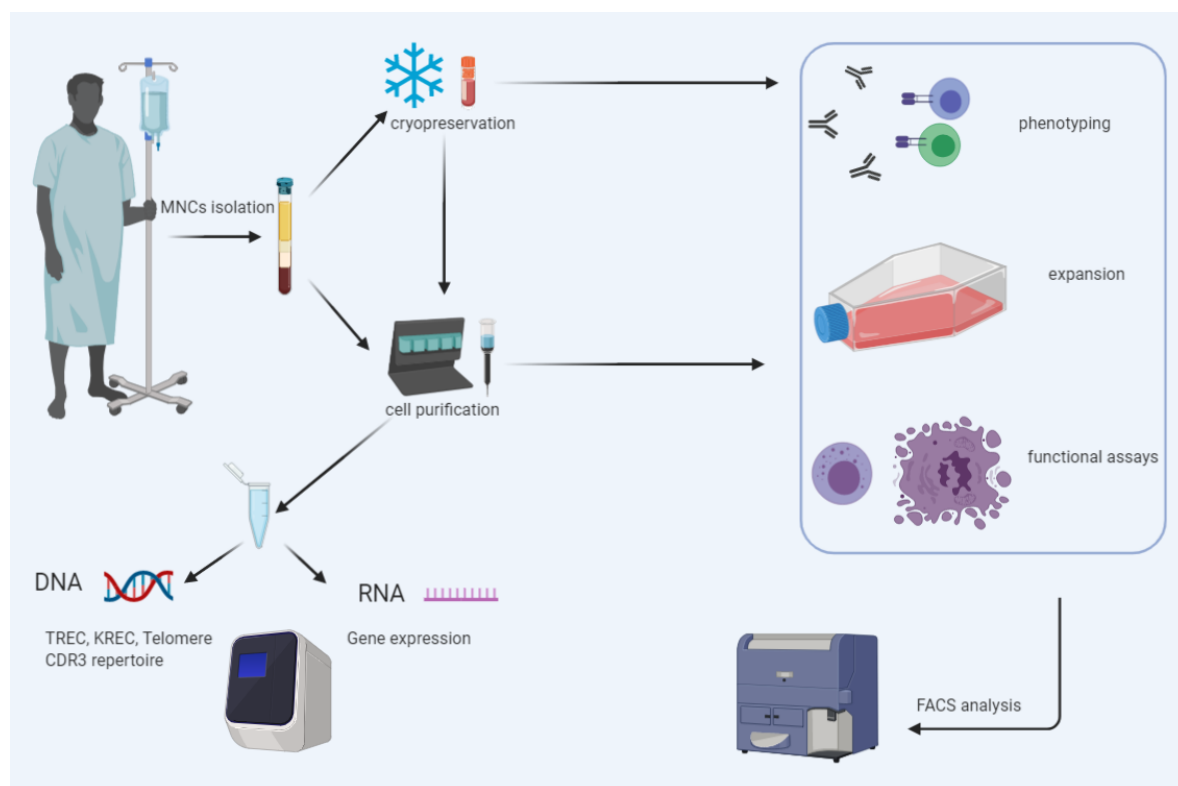 cryopreservation
phenotyping
MNCs isolation
expansion
cell purification
functional assays
DNA
RNA
TREC, KREC, Telomere
CDR3 repertoire
Gene expression
FACS analysis